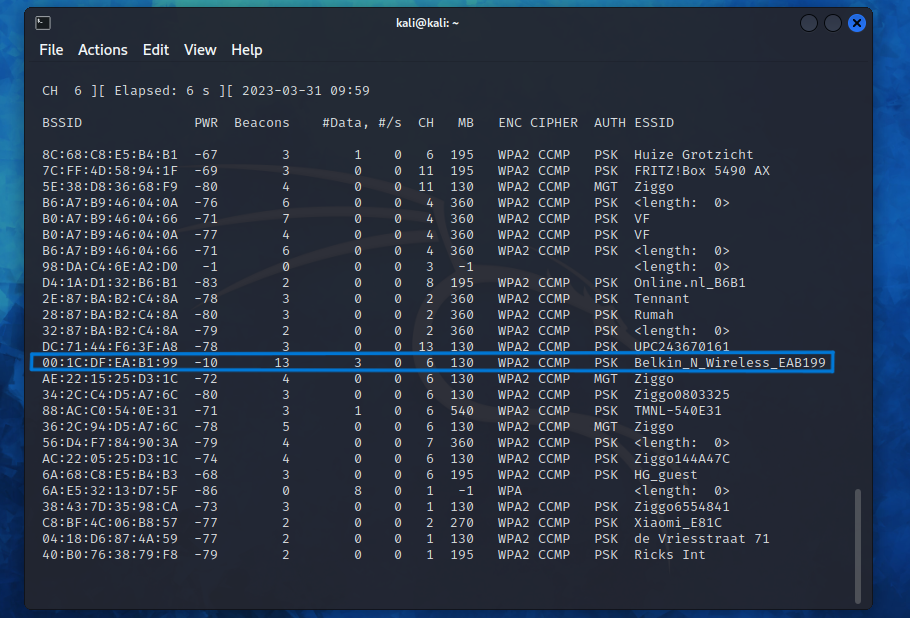 kali@kali: ~
File Actions Edit View Help
CH  6 ][ Elapsed: 6 s ][ 2023-03-31 09:59
BSSID              PWR  Beacons    #Data, #/s  CH   MB   ENC CIPHER  AUTH ESSID
8C:68:C8:E5:B4:B1  -67        3        1    0   6  195   WPA2 CCMP   PSK  Huize Grotzicht
7C:FF:4D:58:94:1F  -69        3        0    0  11  195   WPA2 CCMP   PSK  FRITZ!Box 5490 AX
5E:38:D8:36:68:F9  -80        4        0    0  11  130   WPA2 CCMP   MGT  Ziggo
B6:A7:B9:46:04:0A  -76        6        0    0   4  360   WPA2 CCMP   PSK  <length:  0>
B0:A7:B9:46:04:66  -71        7        0    0   4  360   WPA2 CCMP   PSK  VF
B0:A7:B9:46:04:0A  -77        4        0    0   4  360   WPA2 CCMP   PSK  VF
B6:A7:B9:46:04:66  -71        6        0    0   4  360   WPA2 CCMP   PSK  <length:  0>
98:DA:C4:6E:A2:D0   -1        0        0    0   3   -1                    <length:  0>
D4:1A:D1:32:B6:B1  -83        2        0    0   8  195   WPA2 CCMP   PSK  Online.nl_B6B1
2E:87:BA:B2:C4:8A  -78        3        0    0   2  360   WPA2 CCMP   PSK  Tennant
28:87:BA:B2:C4:8A  -80        3        0    0   2  360   WPA2 CCMP   PSK  Rumah
32:87:BA:B2:C4:8A  -79        2        0    0   2  360   WPA2 CCMP   PSK  <length:  0>
DC:71:44:F6:3F:A8  -78        3        0    0  13  130   WPA2 CCMP   PSK  UPC243670161
00:1C:DF:EA:B1:99  -10       13        3    0   6  130   WPA2 CCMP   PSK  Belkin_N_Wireless_EAB199
AE:22:15:25:D3:1C  -72        4        0    0   6  130   WPA2 CCMP   MGT  Ziggo
34:2C:C4:D5:A7:6C  -80        3        0    0   6  130   WPA2 CCMP   PSK  Ziggo0803325
88:AC:C0:54:0E:31  -71        3        1    0   6  540   WPA2 CCMP   PSK  TMNL-540E31
36:2C:94:D5:A7:6C  -78        5        0    0   6  130   WPA2 CCMP   MGT  Ziggo
56:D4:F7:84:90:3A  -79        4        0    0   7  360   WPA2 CCMP   PSK  <length:  0>
AC:22:05:25:D3:1C  -74        4        0    0   6  130   WPA2 CCMP   PSK  Ziggo144A47C
6A:68:C8:E5:B4:B3  -68        3        0    0   6  195   WPA2 CCMP   PSK  HG_guest
6A:E5:32:13:D7:5F  -86        0        8    0   1   -1   WPA              <length:  0>
38:43:7D:35:98:CA  -73        3        0    0   1  130   WPA2 CCMP   PSK  Ziggo6554841
C8:BF:4C:06:B8:57  -77        2        0    0   2  270   WPA2 CCMP   PSK  Xiaomi_E81C
04:18:D6:87:4A:59  -77        2        0    0   1  130   WPA2 CCMP   PSK  de Vriesstraat 71
40:B0:76:38:79:F8  -79        2        0    0   1  195   WPA2 CCMP   PSK  Ricks Int